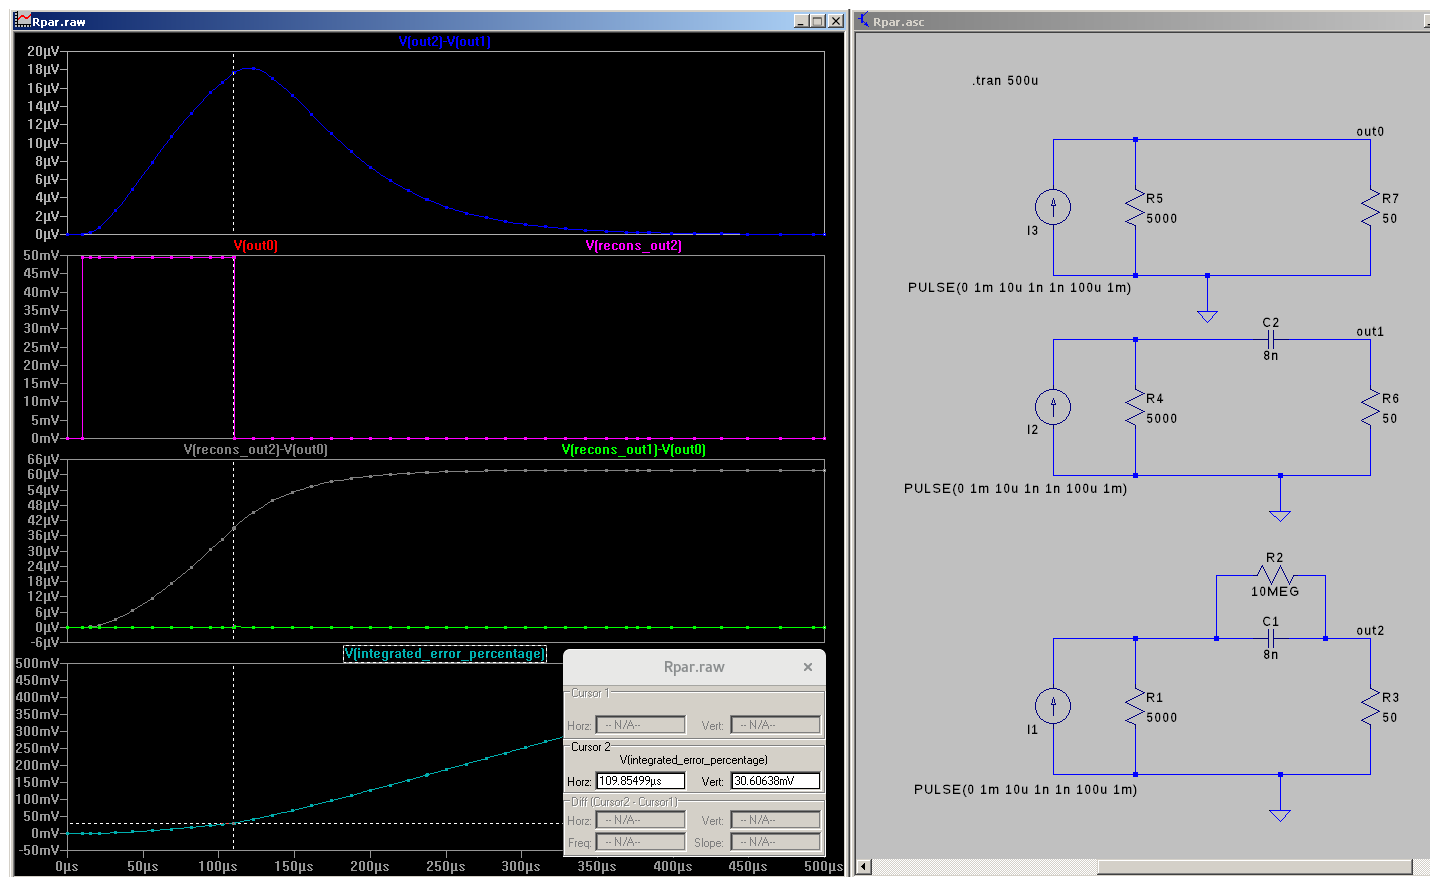 Rpar.raw
V(out2)-V(out1)
20µV
18µV
16µV
14µV
12µV
10µV
8µV
6µV
4µV
2µV
0µV
V(out0) V(recons_out2)
50mV
45mV
40mV
35mV
30mV
25mV
20mV
15mV
10mV
5mV
0mV
V(recons_out2)-V(out0) V(recons_out1)-V(out0)
66µV
60µV
54µV
48µV
42µV
36µV
30µV
24µV
18µV
12µV
6µV
0µV
-6µV
V(integrated_error_percentage)
500mV
450mV
400mV
350mV
300mV
250mV
200mV
150mV
100mV
50mV
0mV
-50mV
0µs 50µs 100µs 150µs 200µs 250µs 300µs 350µs 400µs 450µs 500µs
Rpar.raw
Cursor 1
Horz: -- N/A-- Vert: -- N/A--
Cursor 2
V(integrated_error_percentage)
Horz: 109.85499µs Vert: 30.60638mV
Diff (Cursor2 - Cursor1)
Horz: -- N/A-- Vert: -- N/A--
Freq: -- N/A-- Slope: -- N/A--
Rpar.asc
.tran 500u
out0
R5
5000
R7
50
I3
PULSE(0 1m 10u 1n 1n 100u 1m)
C2
8n
out1
R4
5000
R6
50
I2
PULSE(0 1m 10u 1n 1n 100u 1m)
R2
10MEG
C1
8n
out2
R1
5000
R3
50
I1
PULSE(0 1m 10u 1n 1n 100u 1m)